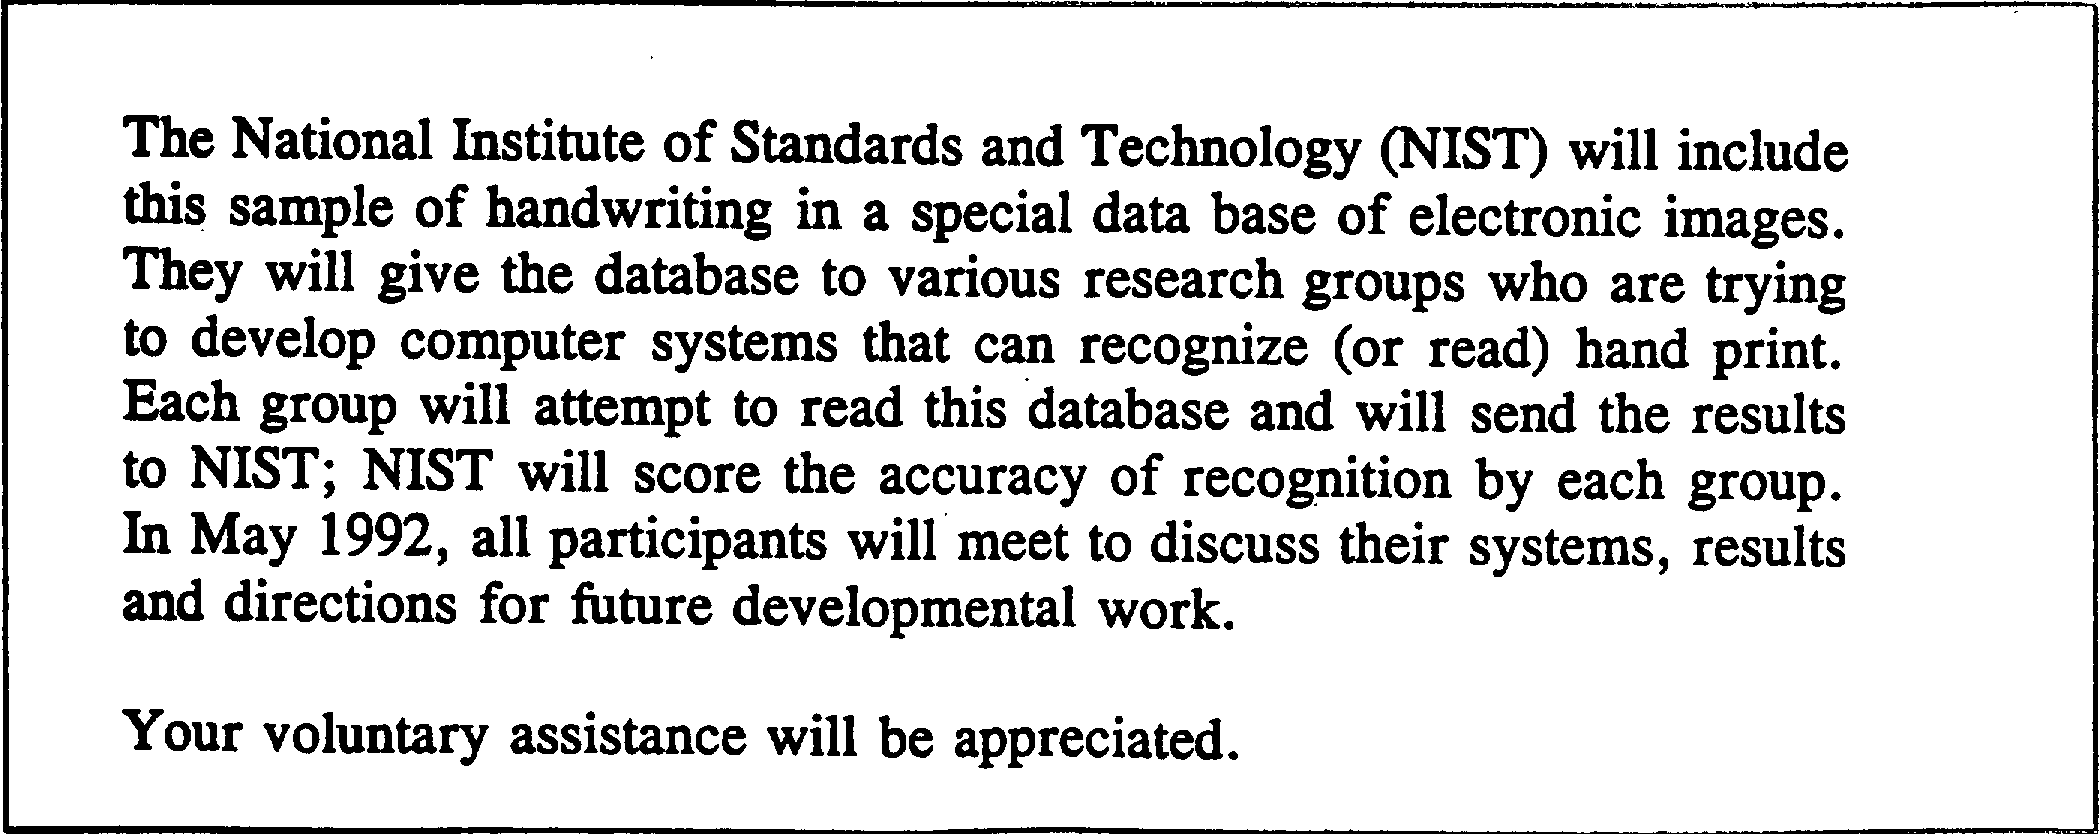 The National Institute of Standards and Technology (NIST) will include
this sample of handwriting in a special data base of electronic images.
They will give the database to various research groups who are trying
to develop computer systems that can recognize (or read) hand print.
Each group will attempt to read this database and will send the results
to NIST; NIST will score the accuracy of recognition by each group.
In May 1992, all participants will meet to discuss their systems, results
and directions for future developmental work.
Your voluntary assistance will be appreciated.